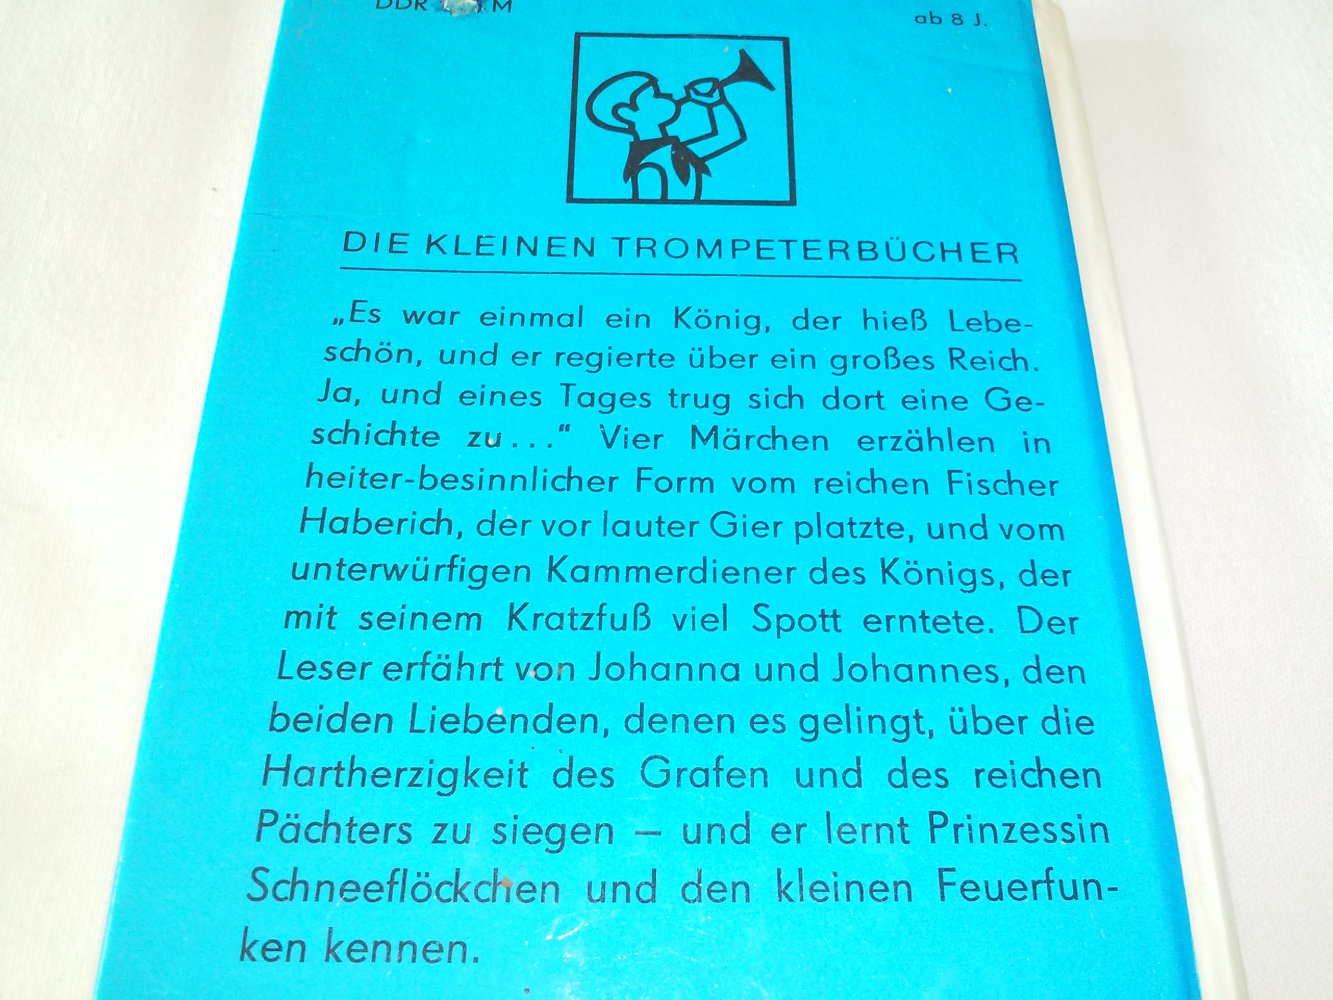 DDR M
ab 8 J.
DIE KLEINEN TROMPETERBÜCHER
„Es war einmal ein König, der hieß Lebe-
schön, und er regierte über ein großes Reich.
Ja, und eines Tages trug sich dort eine Ge-
schichte zu..." Vier Märchen erzählen in
heiter-besinnlicher Form vom reichen Fischer
Haberich, der vor lauter Gier platzte, und vom
unterwürfigen Kammerdiener des Königs, der
mit seinem Kratzfuß viel Spott erntete. Der
Leser erfährt von Johanna und Johannes, den
beiden Liebenden, denen es gelingt, über die
Hartherzigkeit des Grafen und des reichen
Pächters zu siegen – und er lernt Prinzessin
Schneeflöckchen und den kleinen Feuerfun-
ken kennen.